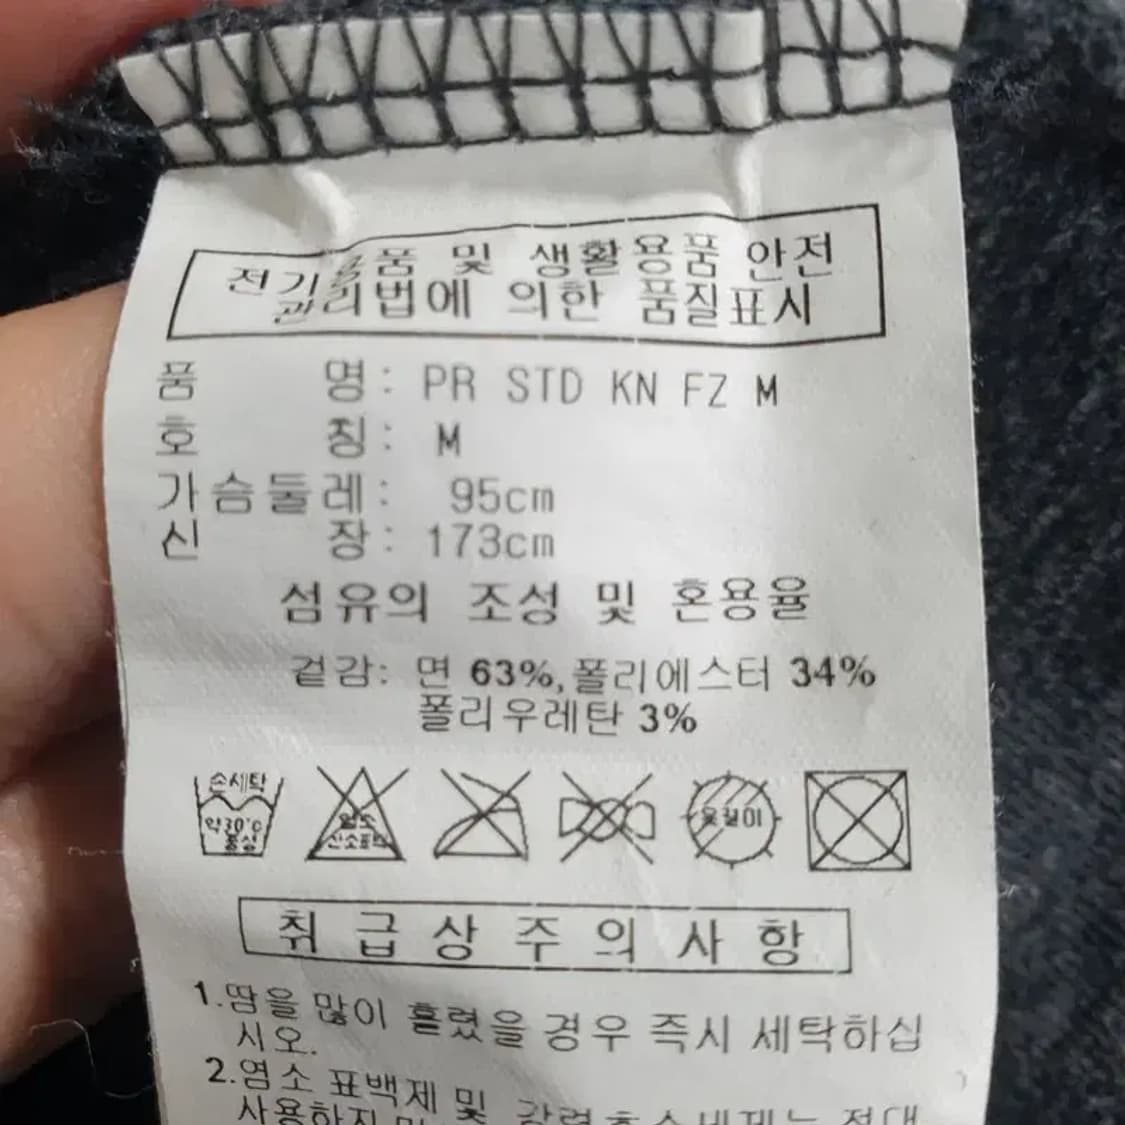 전기용품 및 생활용품 안전
관리법에 의한 품질표시
품 명: PR STD KN FZ M
호 칭: M
가슴둘레: 95cm
신 장: 173cm
섬유의 조성 및 혼용율
겉감: 면 63%,폴리에스터 34%
폴리우레탄 3%
손세탁
약30℃
중성
염소
산소표백
옷걸이
취급상주의사항
1.땀을 많이 흘렸을 경우 즉시 세탁하십
시오.
2.염소 표백제 및
사용하지